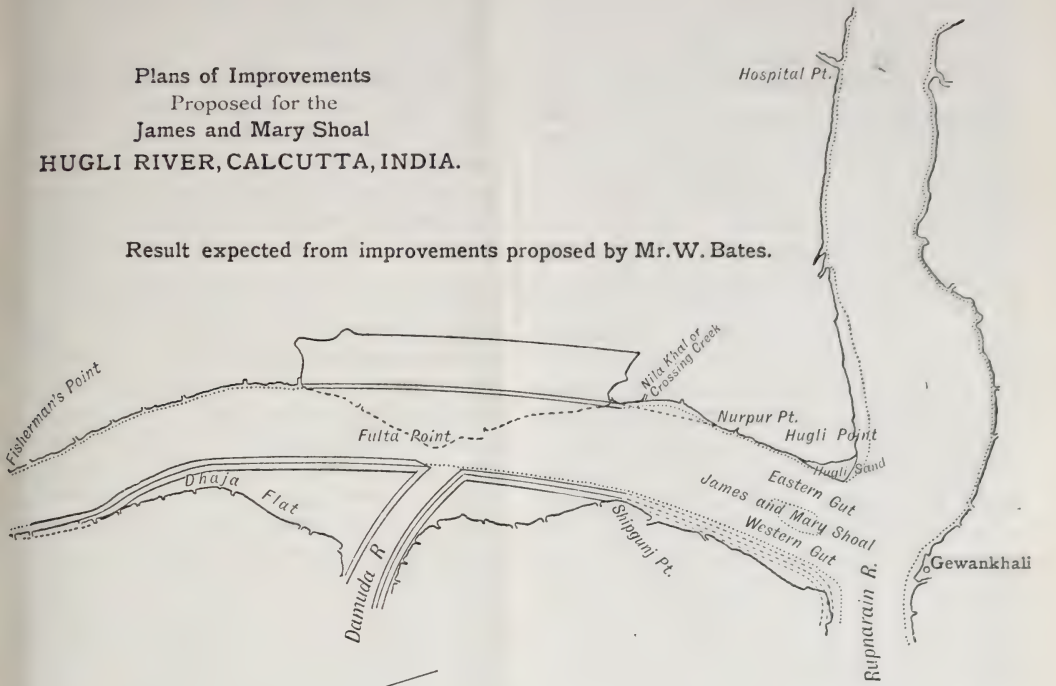 Plans of Improvements
Proposed for the
James and Mary Shoal
HUGLI RIVER, CALCUTTA, INDIA.
Result expected from improvements proposed by Mr. W. Bates.
Hospital Pt.
Fisherman's Point
Nila Khal or
Crossing Creek
Fulta Point
Nurpur Pt.
Hugli Point
Hugli Sand
Dhaja
Flat
Eastern Gut
James and Mary Shoal
Western Gut
Shipgunj Pt.
Damuda R
Gewankhali
Rupnarain R.